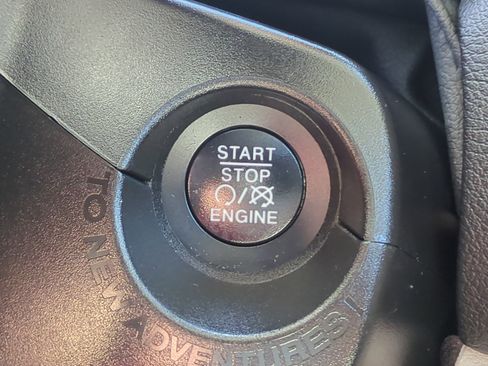 START
STOP
ENGINE
TO NEW ADVENTURES!